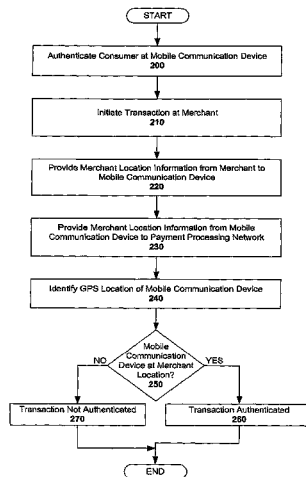 START
Authenticate Consumer at Mobile Communication Device
200
Initiate Transaction at Merchant
210
Provide Merchant Location Information from Merchant to
Mobile Communication Device
220
Provide Merchant Location Information from Mobile
Communication Device to Payment Processing Network
230
Identify GPS Location of Mobile Communication Device
240
Mobile
Communication
Device at Merchant
Location?
250
NO
YES
Transaction Not Authenticated
270
Transaction Authenticated
260
END